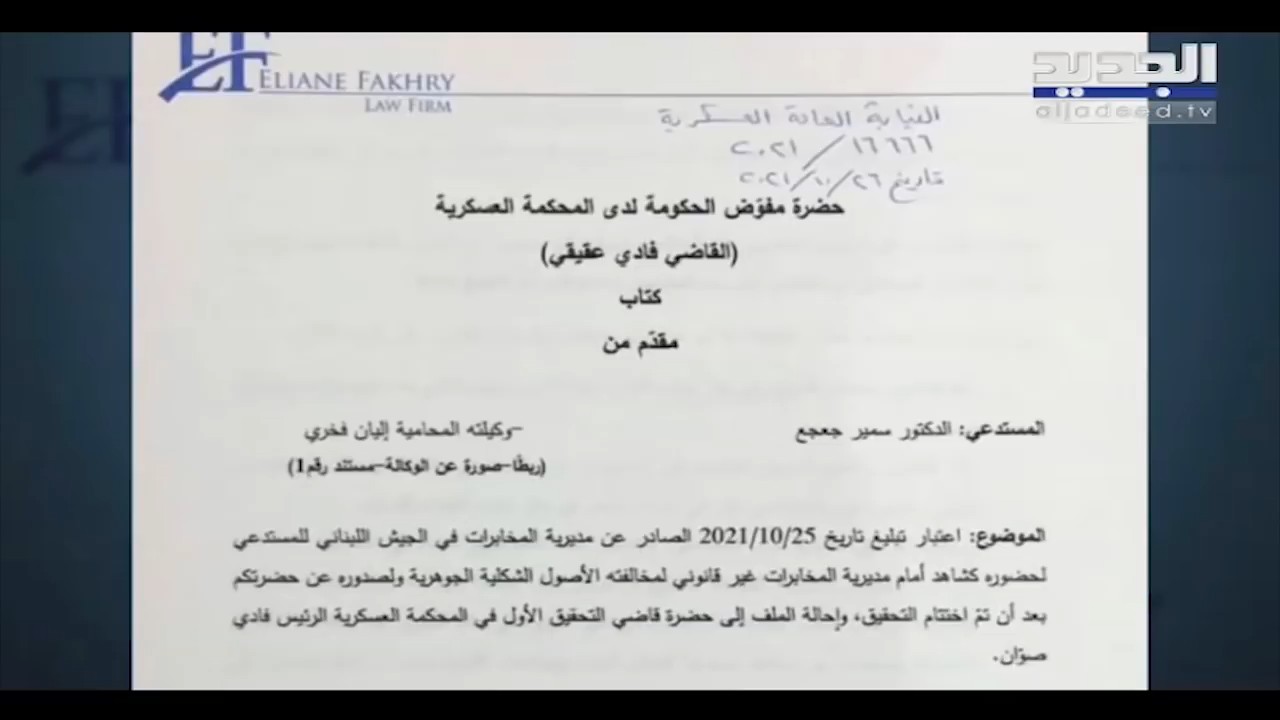 ELIANE FAKHRY
LAW FIRM
الجديد
aljadeed.tv
النيابة العامة العسكرية
١٦٦٦٦ / ٢٠٢١
تاريخ ٢٦/١٠/٢٠٢١
حضرة مفوّض الحكومة لدى المحكمة العسكرية
(القاضي فادي عقيقي)
كتاب
مقدّم من
المستدعي: الدكتور سمير جعجع -وكيلته المحامية إليان فخري
(ربطًا-صورة عن الوكالة-مستند رقم1)
الموضوع: اعتبار تبليغ تاريخ 2021/10/25 الصادر عن مديرية المخابرات في الجيش اللبناني للمستدعي
لحضوره كشاهد أمام مديرية المخابرات غير قانوني لمخالفته الأصول الشكلية الجوهرية ولصدوره عن حضرتكم
بعد أن تمّ اختتام التحقيق، وإحالة الملف إلى حضرة قاضي التحقيق الأول في المحكمة العسكرية الرئيس فادي
صوّان.